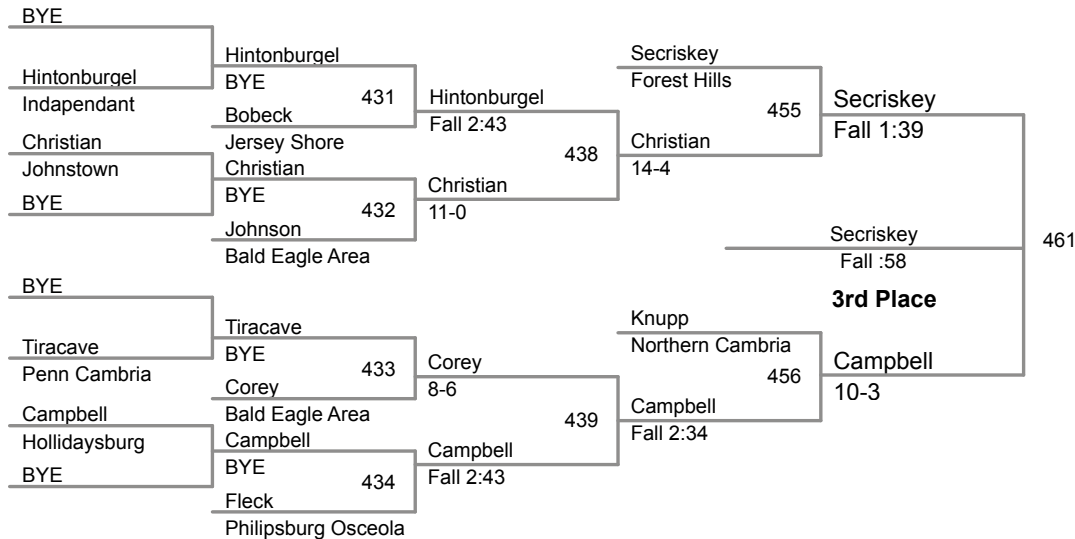 BYE
Hintonburgel
Indapendant
Christian
Johnstown
BYE
Hintonburgel
BYE
431
Bobeck
Jersey Shore
Christian
BYE
432
Johnson
Bald Eagle Area
Hintonburgel
Fall 2:43
438
Christian
11-0
Secriskey
Forest Hills
455
Christian
14-4
Secriskey
Fall 1:39
Secriskey
Fall :58
461
3rd Place
BYE
Tiracave
Penn Cambria
Campbell
Hollidaysburg
BYE
Tiracave
BYE
433
Corey
Bald Eagle Area
Campbell
BYE
434
Fleck
Philipsburg Osceola
Corey
8-6
439
Campbell
Fall 2:43
Knupp
Northern Cambria
456
Campbell
Fall 2:34
Campbell
10-3